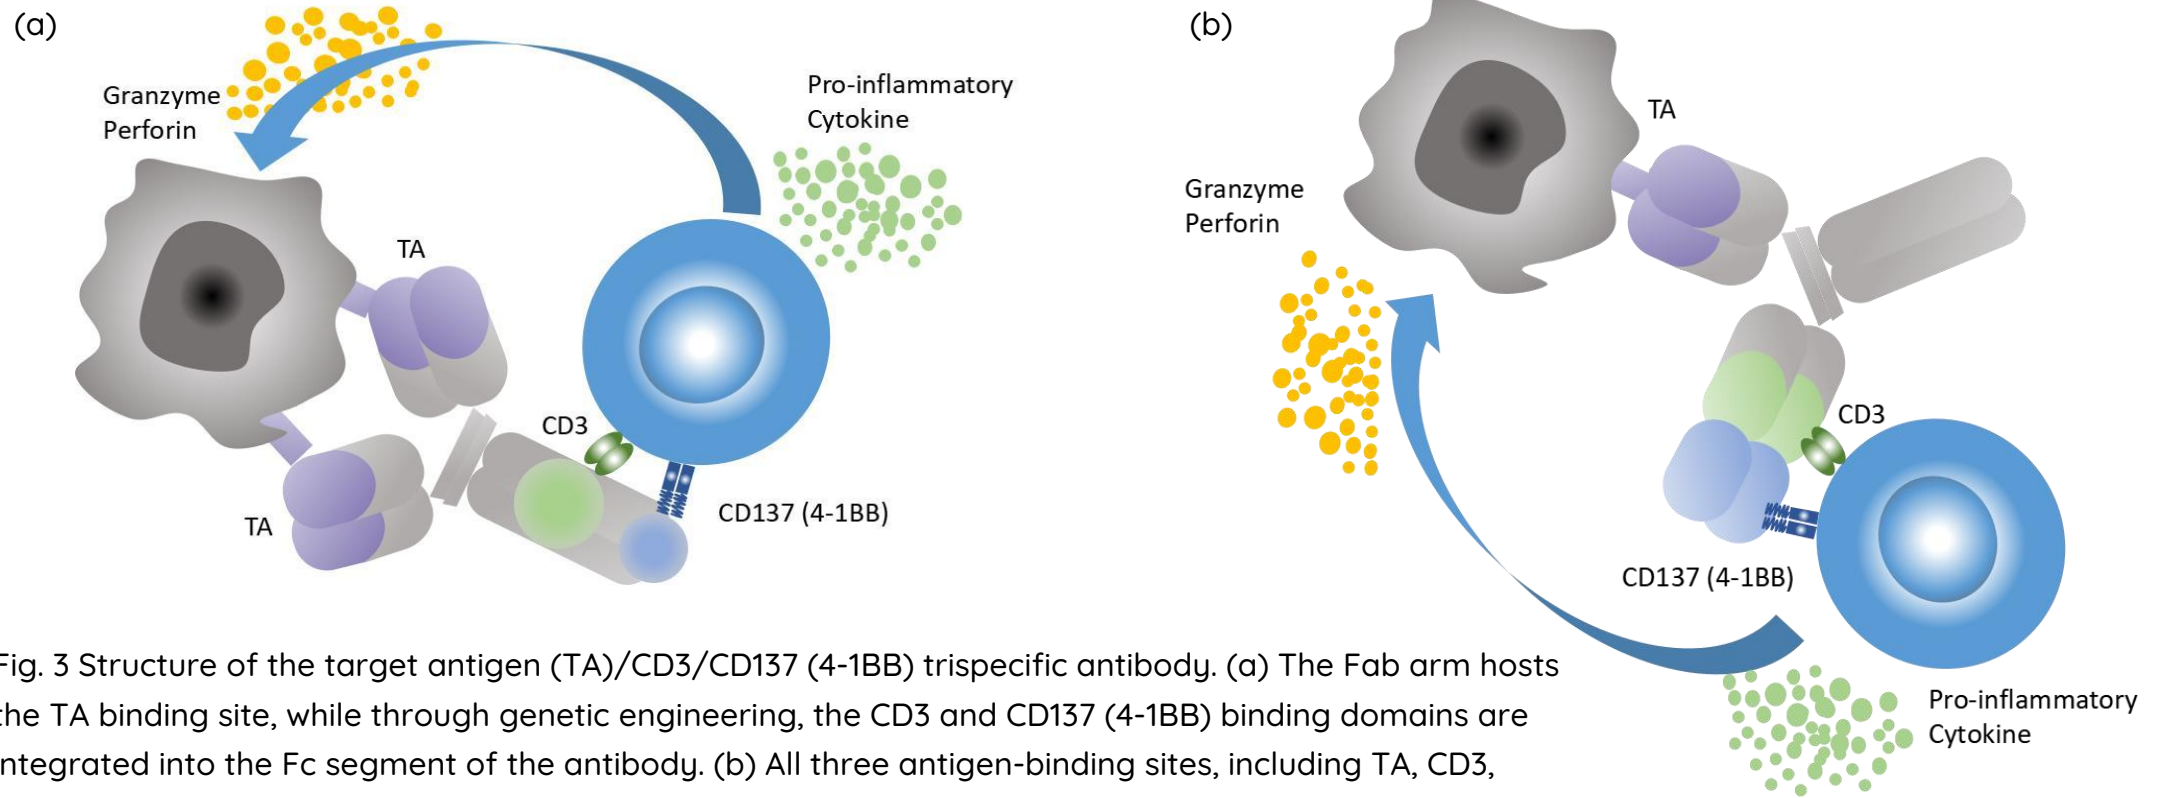 (a)
Granzyme
Perforin
Pro-inflammatory
Cytokine
TA
CD3
TA
CD137 (4-1BB)
(b)
TA
Granzyme
Perforin
CD3
CD137 (4-1BB)
Pro-inflammatory
Cytokine
Fig. 3 Structure of the target antigen (TA)/CD3/CD137 (4-1BB) trispecific antibody. (a) The Fab arm hosts
the TA binding site, while through genetic engineering, the CD3 and CD137 (4-1BB) binding domains are
integrated into the Fc segment of the antibody. (b) All three antigen-binding sites, including TA, CD3,